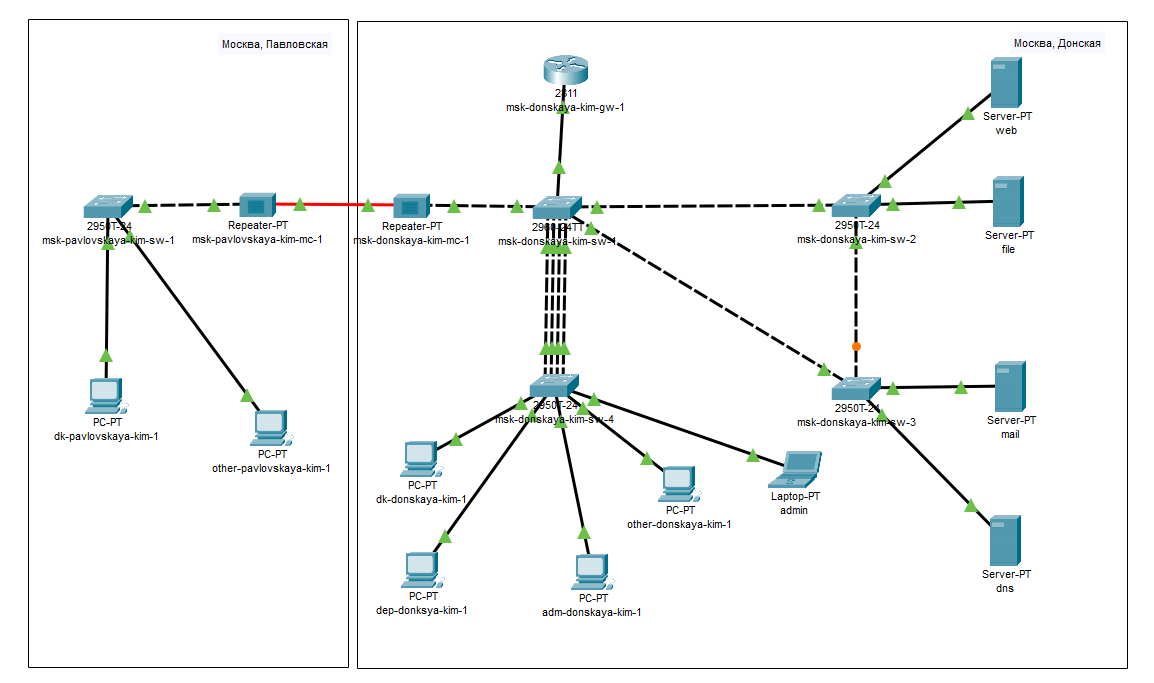 Москва, Павловская
Москва, Донская
2811
msk-donskaya-kim-gw-1
Server-PT
web
2950T-24
msk-pavlovskaya-kim-sw-1
Repeater-PT
msk-pavlovskaya-kim-mc-1
Repeater-PT
msk-donskaya-kim-mc-1
2960-24TT
msk-donskaya-kim-sw-1
2950T-24
msk-donskaya-kim-sw-2
Server-PT
file
PC-PT
dk-pavlovskaya-kim-1
PC-PT
other-pavlovskaya-kim-1
2950T-24
msk-donskaya-kim-sw-4
2950T-24
msk-donskaya-kim-sw-3
Server-PT
mail
PC-PT
dk-donskaya-kim-1
PC-PT
other-donskaya-kim-1
Laptop-PT
admin
PC-PT
dep-donksya-kim-1
PC-PT
adm-donskaya-kim-1
Server-PT
dns